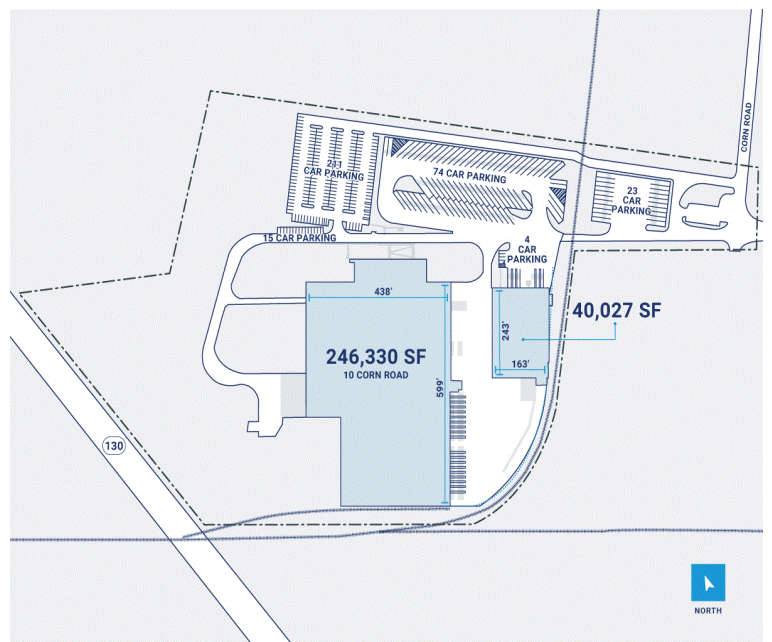 CORN ROAD
CAR PARKING
74 CAR PARKING
23
CAR
PARKING
15 CAR PARKING
4
CAR
PARKING
438'
40,027 SF
243'
246,330 SF
10 CORN ROAD
163'
599'
130
NORTH